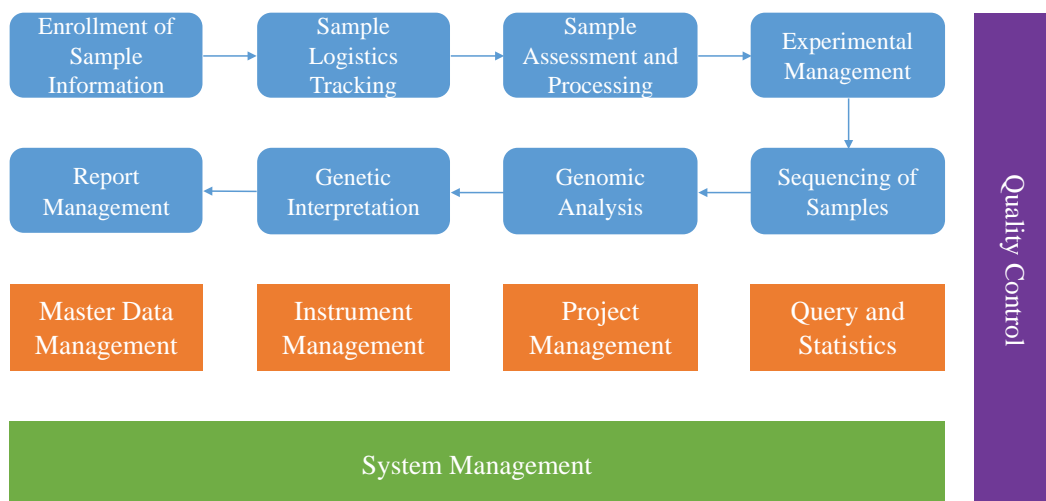 Enrollment of
Sample
Information
Sample
Logistics
Tracking
Sample
Assessment and
Processing
Experimental
Management
Report
Management
Genetic
Interpretation
Genomic
Analysis
Sequencing of
Samples
Master Data
Management
Instrument
Management
Project
Management
Query and
Statistics
System Management
Quality Control